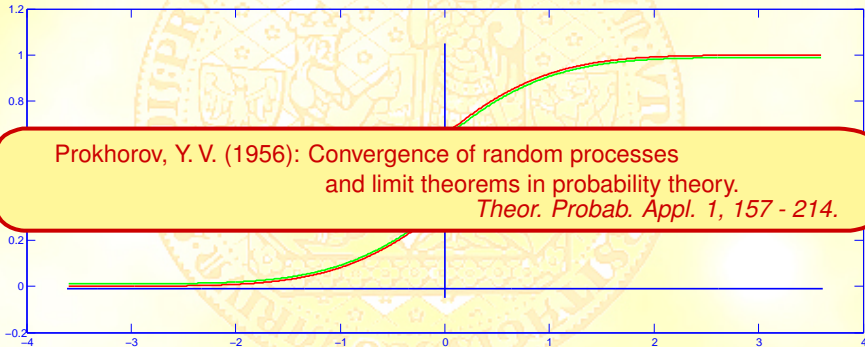 1.2
1
0.8
Prokhorov, Y. V. (1956): Convergence of random processes
and limit theorems in probability theory.
Theor. Probab. Appl. 1, 157 - 214.
0.2
0
-0.2
-4 -3 -2 -1 0 1 2 3 4